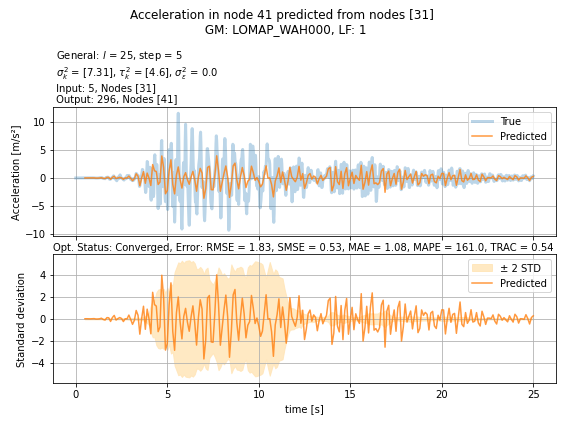 Acceleration in node 41 predicted from nodes [31]
GM: LOMAP_WAH000, LF: 1
General: l = 25, step = 5
σ²ₖ = [7.31], τ²ₖ = [4.6], σ²ε = 0.0
Input: 5, Nodes [31]
Output: 296, Nodes [41]
Acceleration [m/s²]
10
5
0
−5
−10
True
Predicted
Opt. Status: Converged, Error: RMSE = 1.83, SMSE = 0.53, MAE = 1.08, MAPE = 161.0, TRAC = 0.54
Standard deviation
4
2
0
−2
−4
± 2 STD
Predicted
0 5 10 15 20 25
time [s]